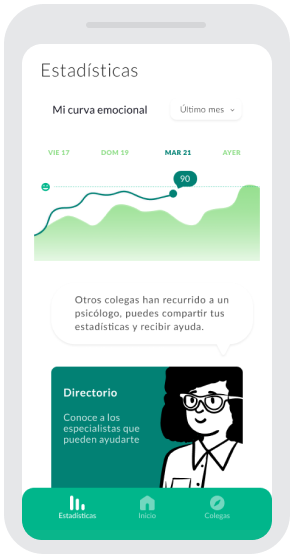 Estadísticas
Mi curva emocional
Último mes
VIE 17 DOM 19 MAR 21 AYER
90
Otros colegas han recurrido a un
psicólogo, puedes compartir tus
estadísticas y recibir ayuda.
Directorio
Conoce a los
especialistas que
pueden ayudarte
Estadísticas Inicio Colegas